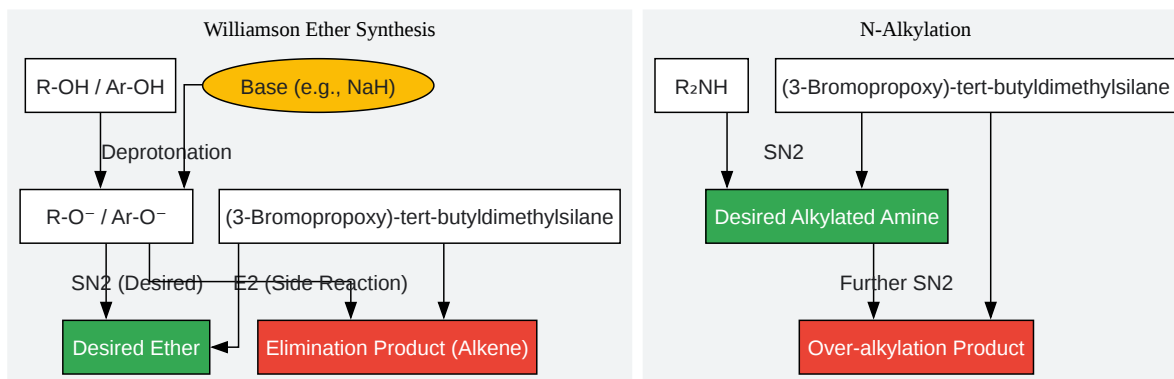 Williamson Ether Synthesis
R-OH / Ar-OH
Base (e.g., NaH)
Deprotonation
R-O⁻ / Ar-O⁻
(3-Bromopropoxy)-tert-butyldimethylsilane
SN2 (Desired)
E2 (Side Reaction)
Desired Ether
Elimination Product (Alkene)
N-Alkylation
R₂NH
(3-Bromopropoxy)-tert-butyldimethylsilane
SN2
Desired Alkylated Amine
Further SN2
Over-alkylation Product